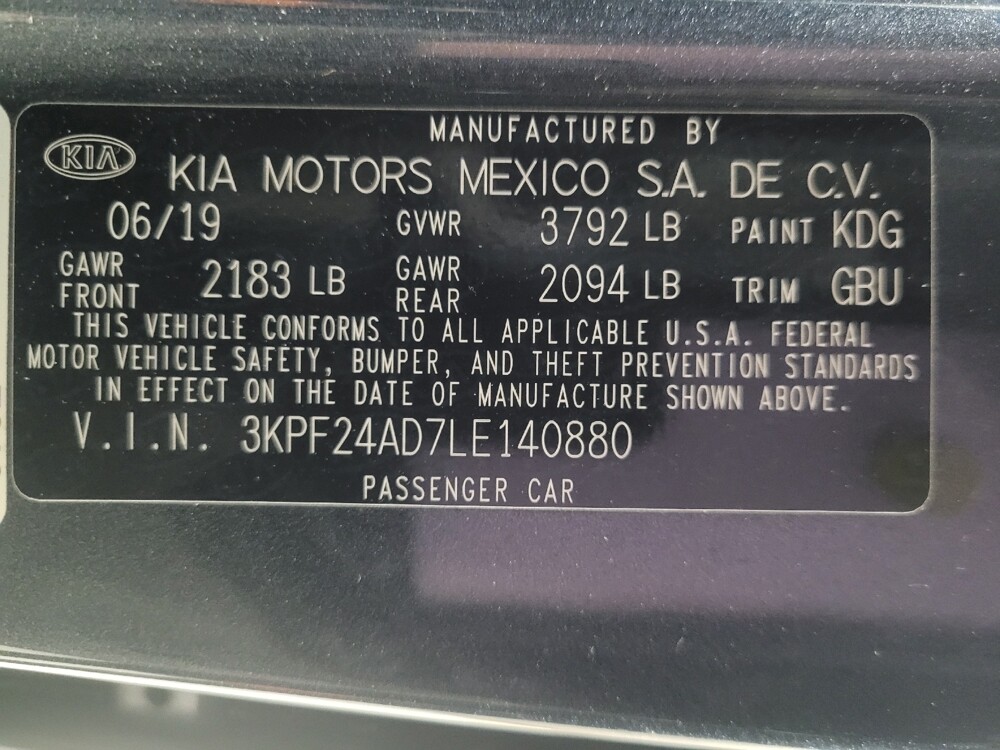 MANUFACTURED BY
KIA
KIA MOTORS MEXICO S.A. DE C.V.
06/19 GVWR 3792 LB PAINT KDG
GAWR FRONT 2183 LB GAWR REAR 2094 LB TRIM GBU
THIS VEHICLE CONFORMS TO ALL APPLICABLE U.S.A. FEDERAL
MOTOR VEHICLE SAFETY, BUMPER, AND THEFT PREVENTION STANDARDS
IN EFFECT ON THE DATE OF MANUFACTURE SHOWN ABOVE.
V.I.N. 3KPF24AD7LE140880
PASSENGER CAR